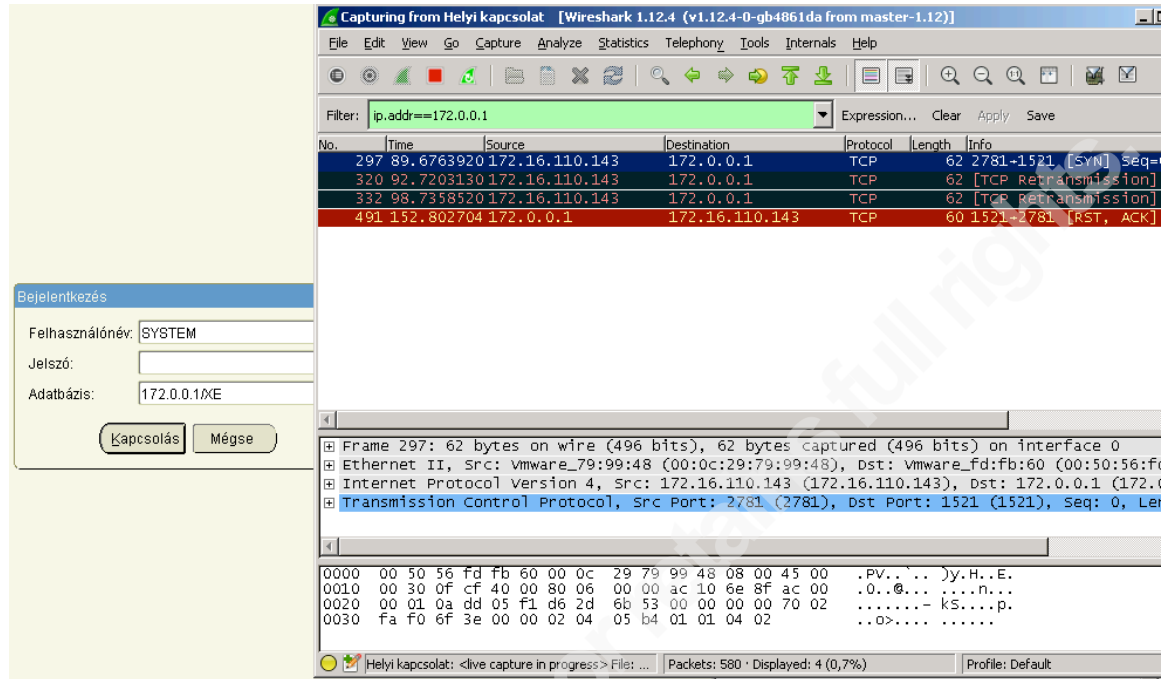 Capturing from Helyi kapcsolat [Wireshark 1.12.4 (v1.12.4-0-gb4861da from master-1.12)]
File Edit View Go Capture Analyze Statistics Telephony Tools Internals Help
Filter: ip.addr==172.0.0.1 Expression... Clear Apply Save
No. Time Source Destination Protocol Length Info
297 89.6763920 172.16.110.143 172.0.0.1 TCP 62 2781→1521 [SYN] Seq=
320 92.7203130 172.16.110.143 172.0.0.1 TCP 62 [TCP Retransmission]
332 98.7358520 172.16.110.143 172.0.0.1 TCP 62 [TCP Retransmission]
491 152.802704 172.0.0.1 172.16.110.143 TCP 60 1521→2781 [RST, ACK]
Bejelentkezés
Felhasználónév: SYSTEM
Jelszó:
Adatbázis: 172.0.0.1/XE
Kapcsolás Mégse
Frame 297: 62 bytes on wire (496 bits), 62 bytes captured (496 bits) on interface 0
Ethernet II, Src: Vmware_79:99:48 (00:0c:29:79:99:48), Dst: Vmware_fd:fb:60 (00:50:56:fd
Internet Protocol Version 4, Src: 172.16.110.143 (172.16.110.143), Dst: 172.0.0.1 (172.0
Transmission Control Protocol, Src Port: 2781 (2781), Dst Port: 1521 (1521), Seq: 0, Len
0000 00 50 56 fd fb 60 00 0c 29 79 99 48 08 00 45 00 .PV..`.. )y.H..E.
0010 00 30 0f cf 40 00 80 06 00 00 ac 10 6e 8f ac 00 .0..@... ....n...
0020 00 01 0a dd 05 f1 d6 2d 6b 53 00 00 00 00 70 02 .......- kS....p.
0030 fa f0 6f 3e 00 00 02 04 05 b4 01 01 04 02 ..o>.... ......
Helyi kapcsolat: <live capture in progress> File: ... Packets: 580 · Displayed: 4 (0,7%) Profile: Default
full rights.